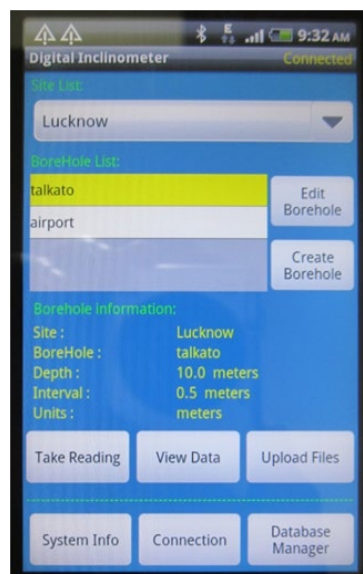 E
9:32 AM
Digital Inclinometer
Connected
Site List:
Lucknow
BoreHole List:
talkato
Edit Borehole
airport
Create Borehole
Borehole information:
Site : Lucknow
BoreHole : talkato
Depth : 10.0 meters
Interval : 0.5 meters
Units : meters
Take Reading
View Data
Upload Files
System Info
Connection
Database Manager